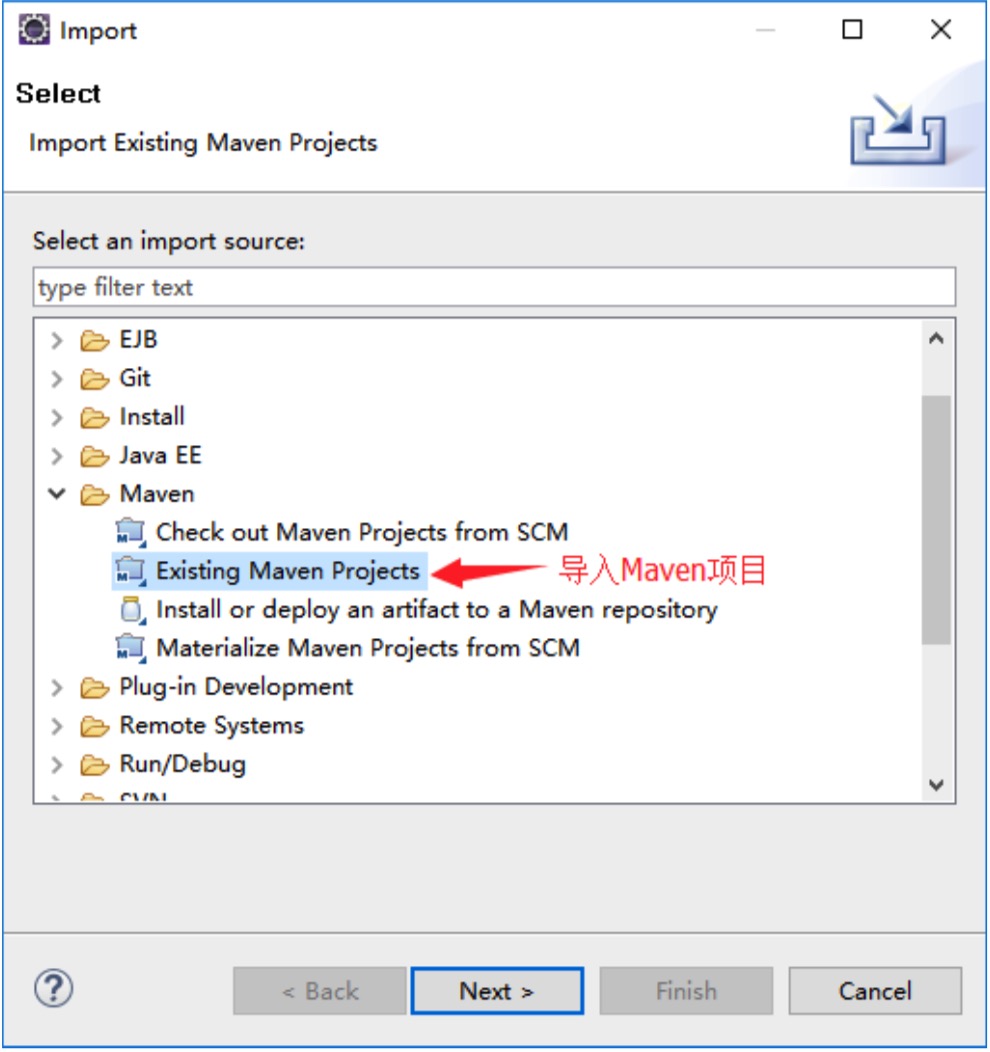 Import
Select
Import Existing Maven Projects
Select an import source:
type filter text
EJB
Git
Install
Java EE
Maven
Check out Maven Projects from SCM
Existing Maven Projects 导入Maven项目
Install or deploy an artifact to a Maven repository
Materialize Maven Projects from SCM
Plug-in Development
Remote Systems
Run/Debug
SVN
< Back Next > Finish Cancel